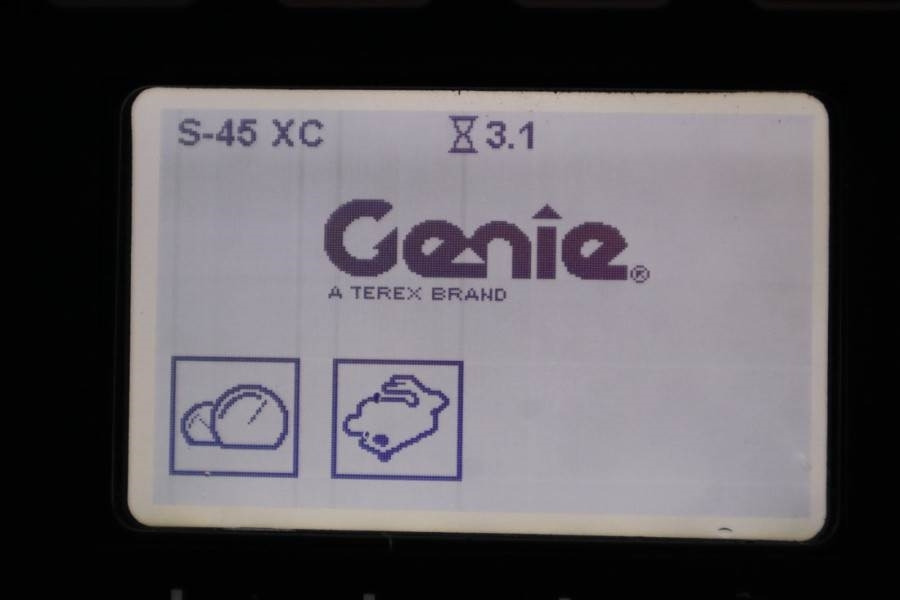 S-45 XC 3.1
Genie®
A TEREX BRAND